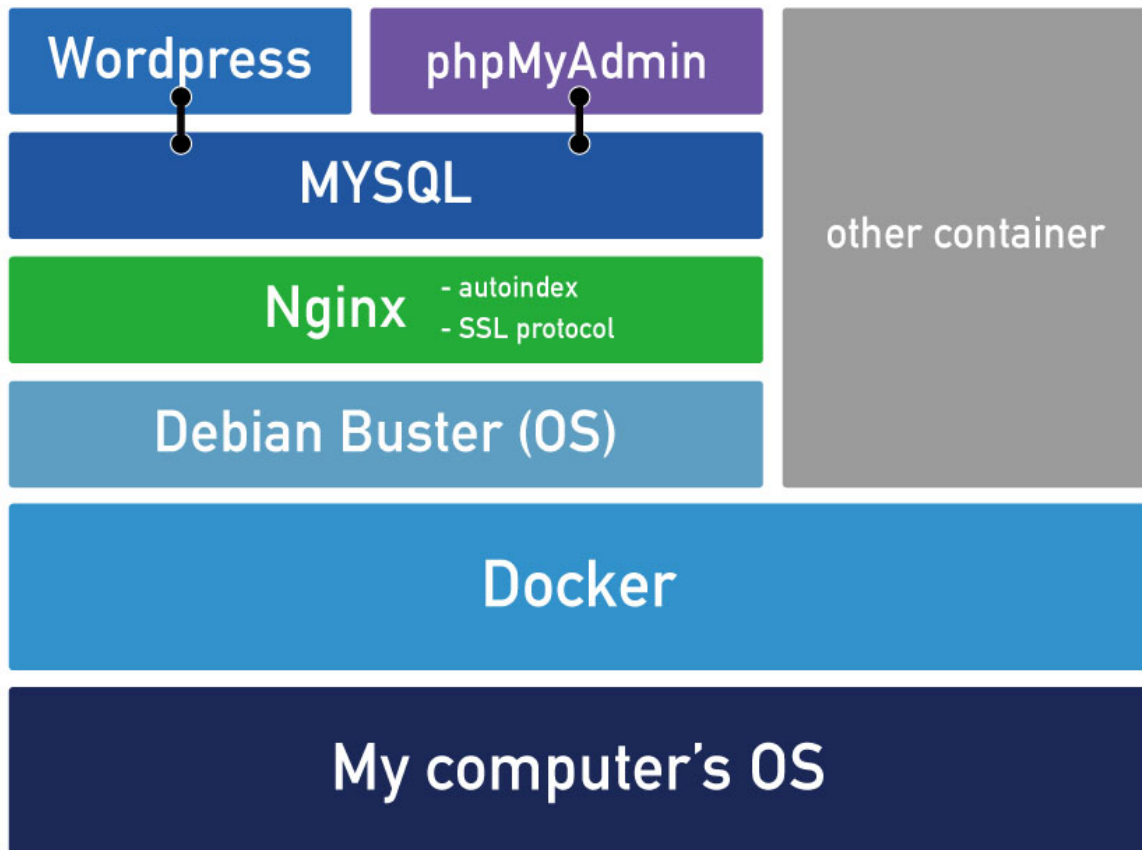 Wordpress
phpMyAdmin
MYSQL
other container
Nginx
- autoindex
- SSL protocol
Debian Buster (OS)
Docker
My computer’s OS